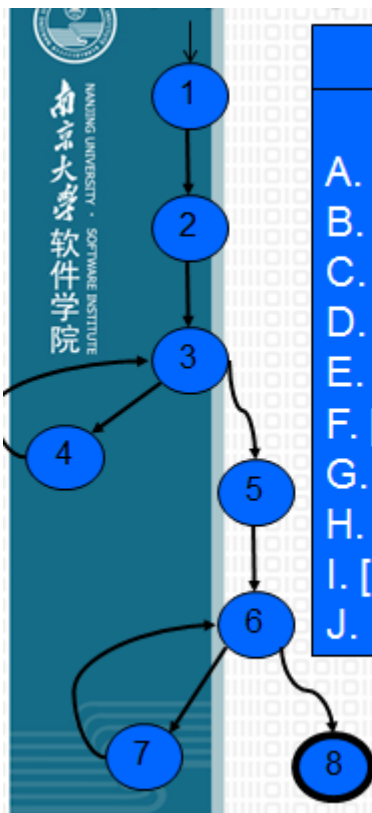 1
2
3
4
5
6
7
8
南京大学 软件学院
NANJING UNIVERSITY · SOFTWARE INSTITUTE
A.
B.
C.
D.
E.
F. [
G.
H.
I. [
J.